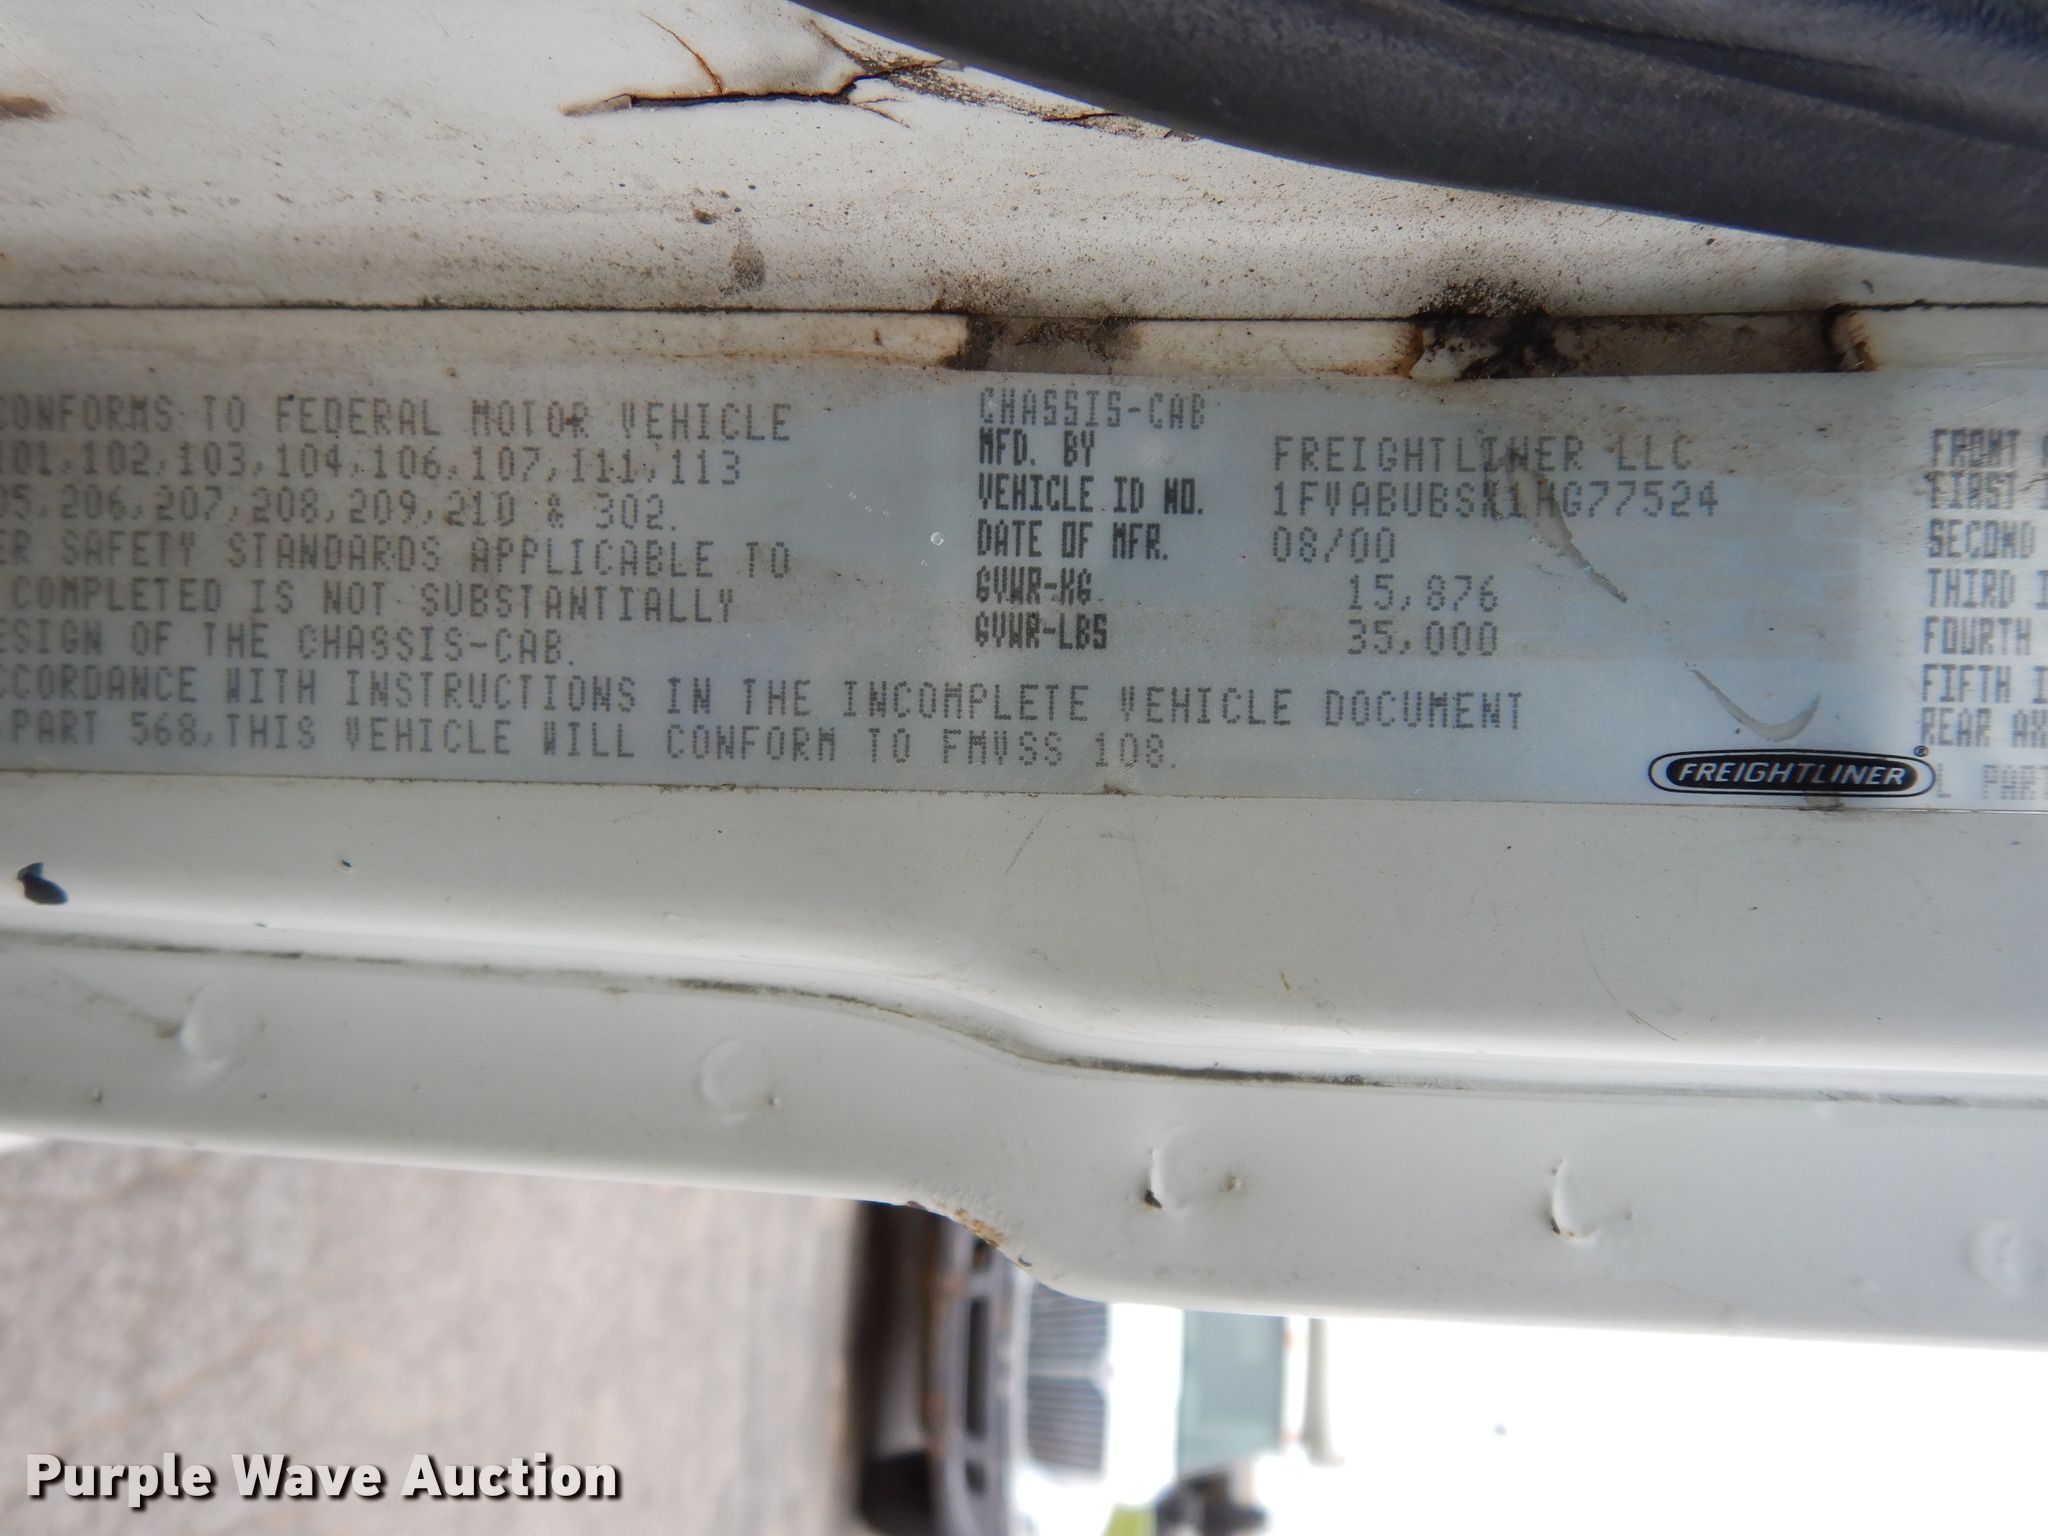 CONFORMS TO FEDERAL MOTOR VEHICLE
101,102,103,104,106,107,111,113
05,206,207,208,209,210 & 302.
ER SAFETY STANDARDS APPLICABLE TO
COMPLETED IS NOT SUBSTANTIALLY
ESIGN OF THE CHASSIS-CAB.
CCORDANCE WITH INSTRUCTIONS IN THE INCOMPLETE VEHICLE DOCUMENT
PART 568,THIS VEHICLE WILL CONFORM TO FMVSS 108.
CHASSIS-CAB
MFD. BY FREIGHTLINER LLC
VEHICLE ID NO.
DATE OF MFR. 08/00
GVWR-KG 15,876
GVWR-LBS 35,000
FREIGHTLINER®
FRONT
FIRST
SECOND
THIRD I
FOURTH
FIFTH I
REAR AX
L PART
Purple Wave Auction